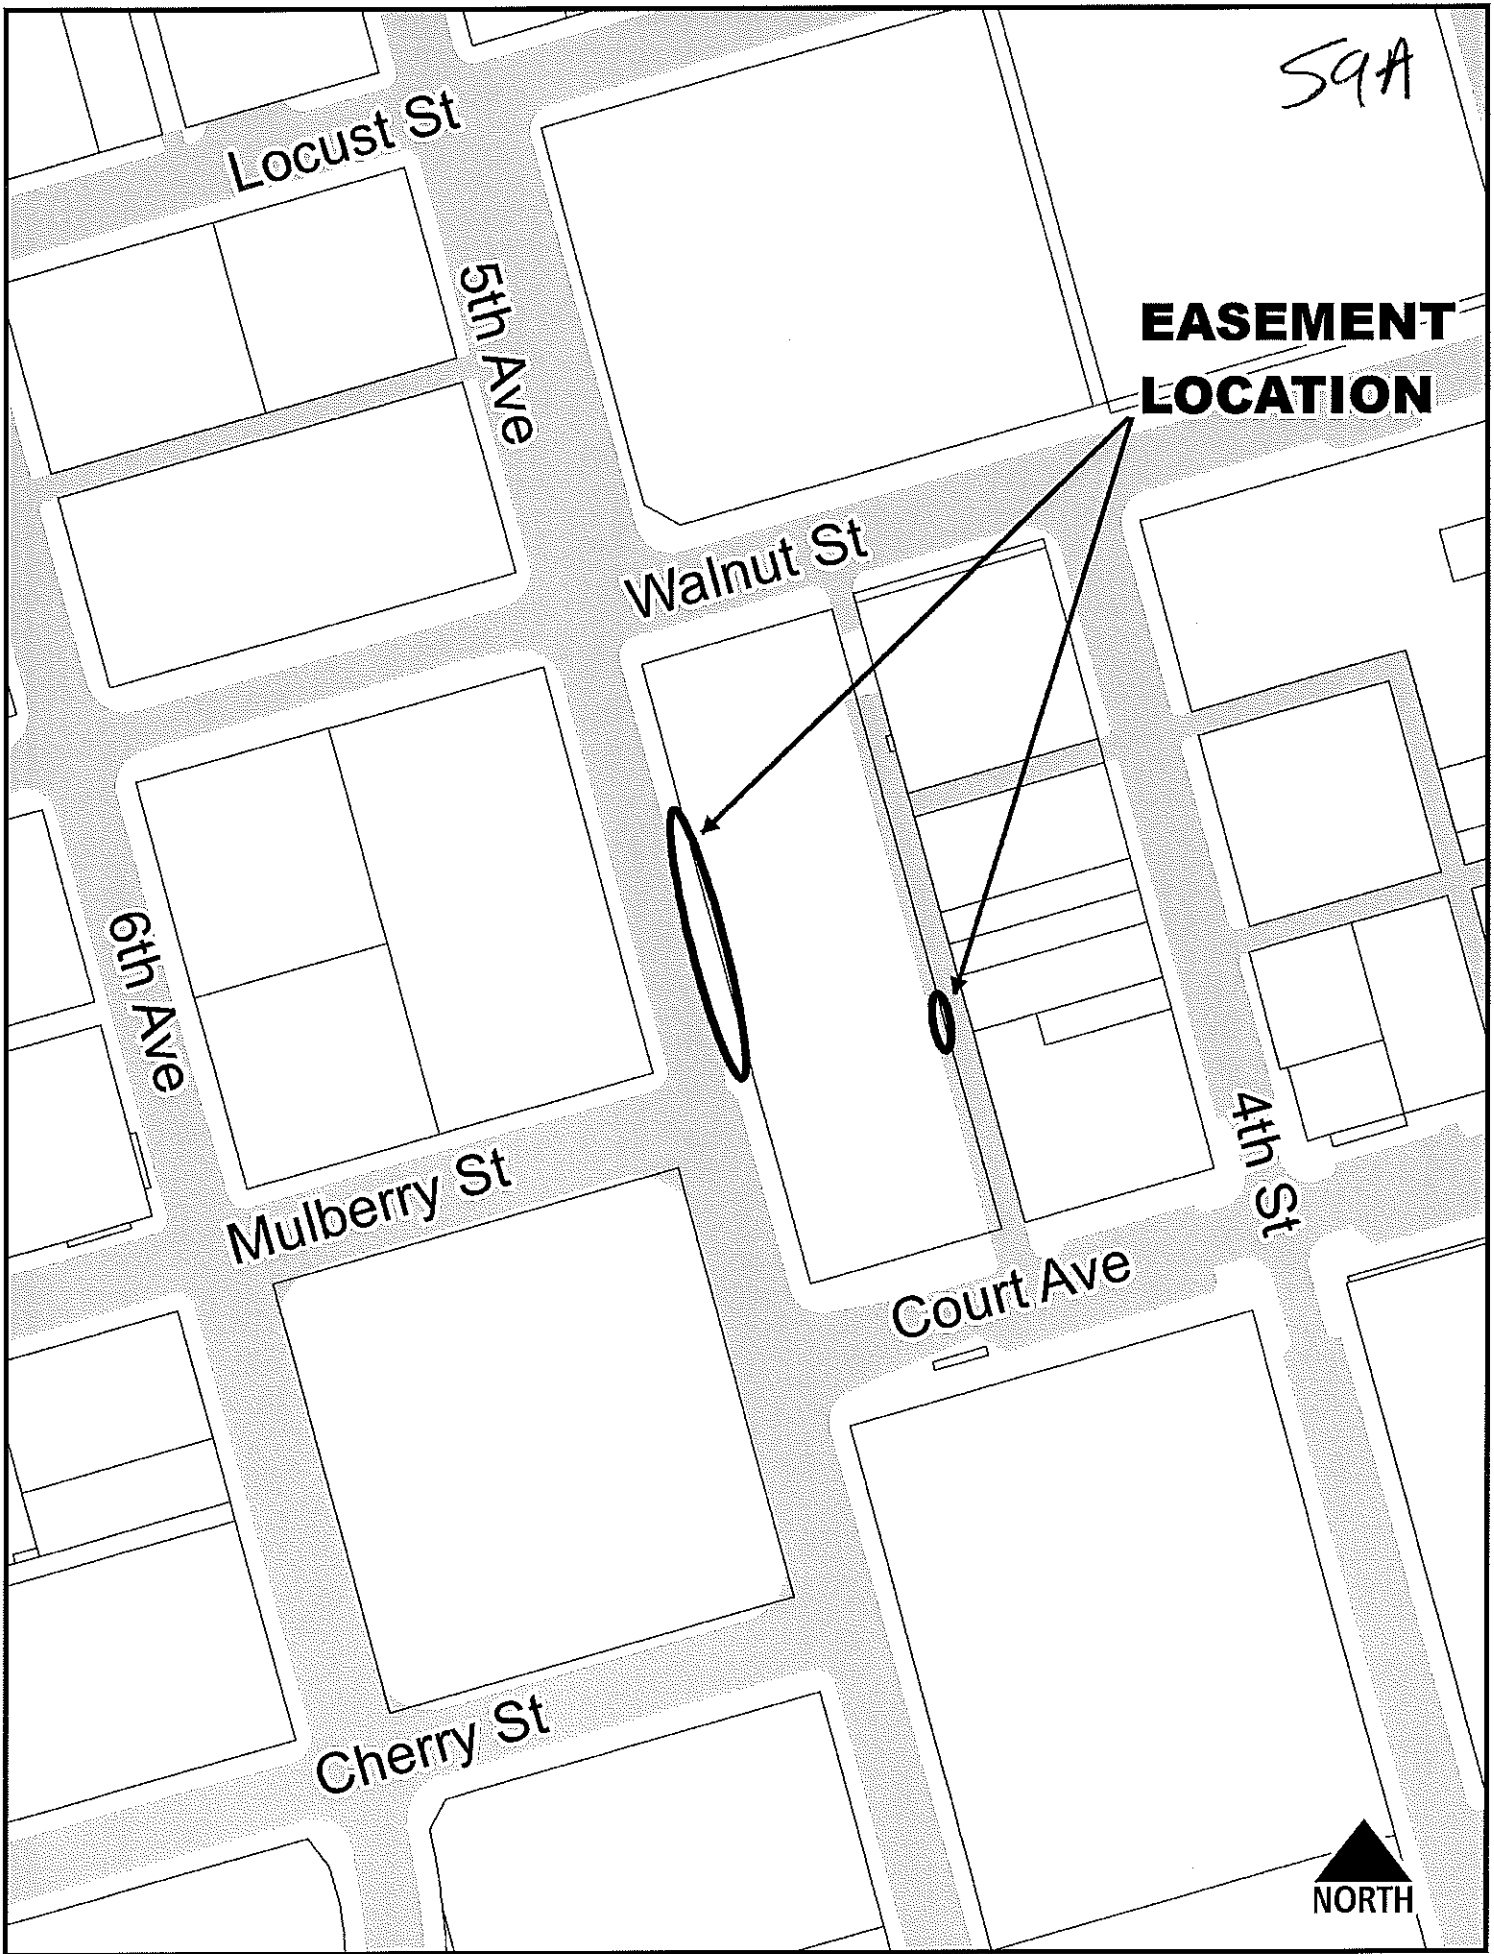 59A
Locust St
5th Ave
EASEMENT
LOCATION
Walnut St
6th Ave
4th St
Mulberry St
Court Ave
Cherry St
NORTH